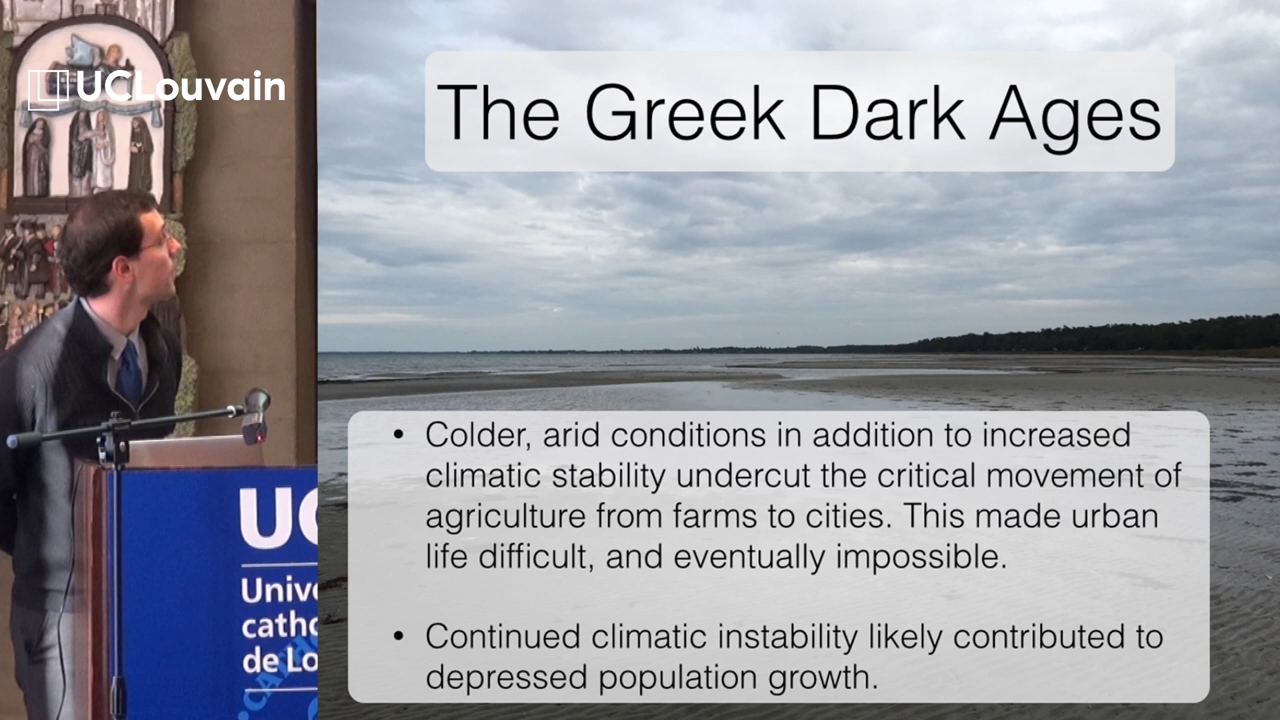 UCLouvain
The Greek Dark Ages
• Colder, arid conditions in addition to increased
climatic stability undercut the critical movement of
agriculture from farms to cities. This made urban
life difficult, and eventually impossible.
• Continued climatic instability likely contributed to
depressed population growth.
UC
Unive
catho
de Lo